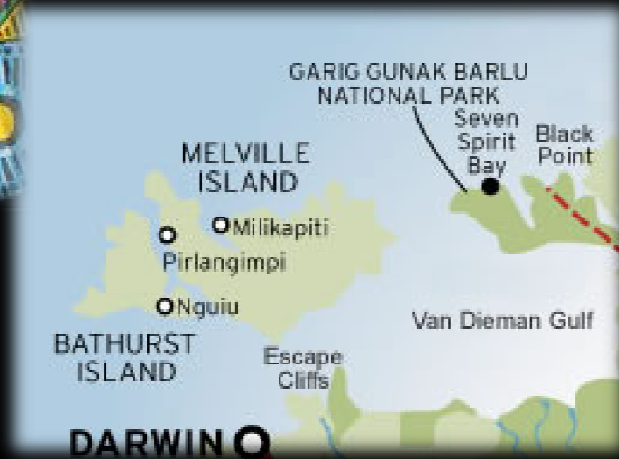 GARIG GUNAK BARLU
NATIONAL PARK
Seven
Spirit
Bay
Black
Point
MELVILLE
ISLAND
Milikapiti
Pirlangimpi
Nguiu
Van Dieman Gulf
BATHURST
ISLAND
Escape
Cliffs
DARWIN